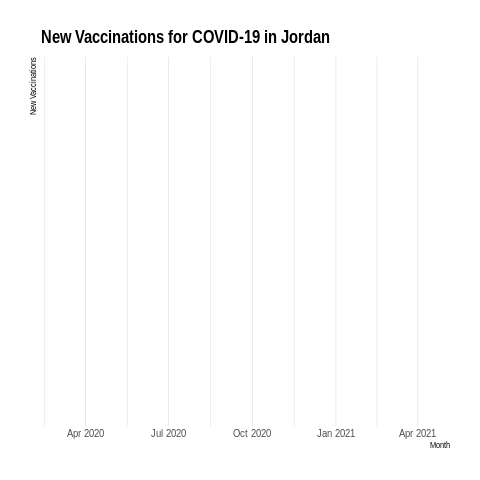 New Vaccinations for COVID-19 in Jordan
New Vaccinations
Apr 2020
Jul 2020
Oct 2020
Jan 2021
Apr 2021
Month